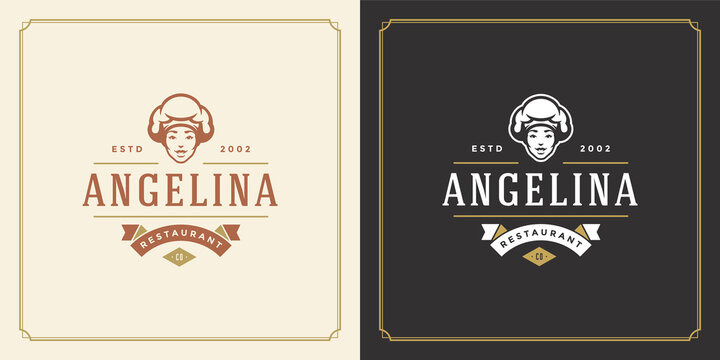 ESTD 2002
ANGELINA
RESTAURANT
CO
ESTD 2002
ANGELINA
RESTAURANT
CO